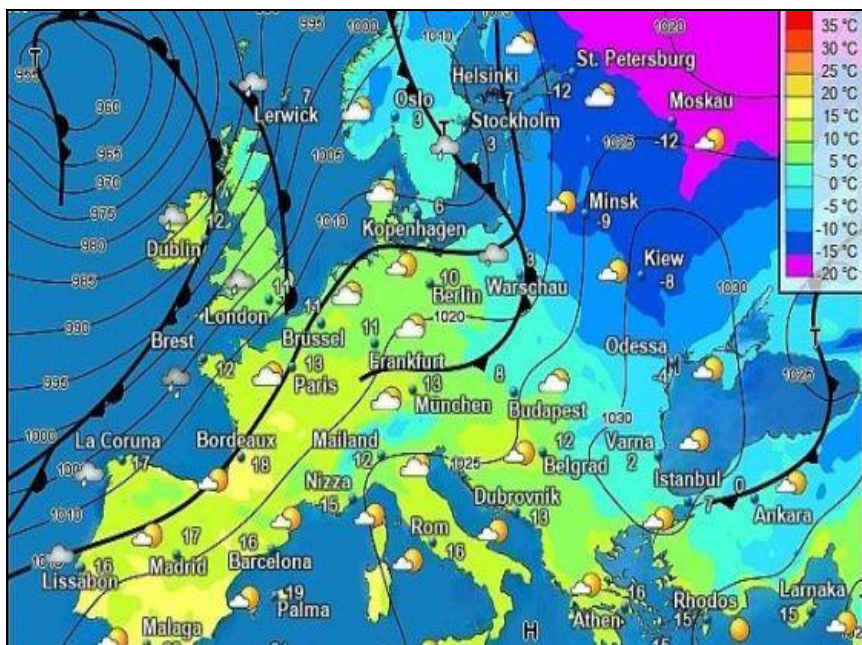 995
995
1000
1010
1020
T
955
960
965
970
975
980
985
990
995
1000
1010
Lerwick
7
Oslo
3
Helsinki
-7
T
Stockholm
3
St. Petersburg
-12
Moskau
-12
1005
1010
1025
Dublin
12
Kopenhagen
6
Minsk
-9
London
11
Berlin
10
Warschau
3
Kiew
-8
1030
Brüssel
11
1020
Brest
12
Paris
13
Frankfurt
11
Odessa
-4
H
T
1025
München
13
Budapest
8
La Coruna
17
Bordeaux
18
Mailand
12
1025
Belgrad
12
1030
Varna
2
Nizza
15
Dubrovnik
13
Istanbul
7
0
Ankara
Lissabon
16
Madrid
17
Barcelona
16
Rom
16
Palma
19
Malaga
H
Athen
16
Rhodos
15
Larnaka
15
15
35 °C
30 °C
25 °C
20 °C
15 °C
10 °C
5 °C
0 °C
-5 °C
-10 °C
-15 °C
20 °C